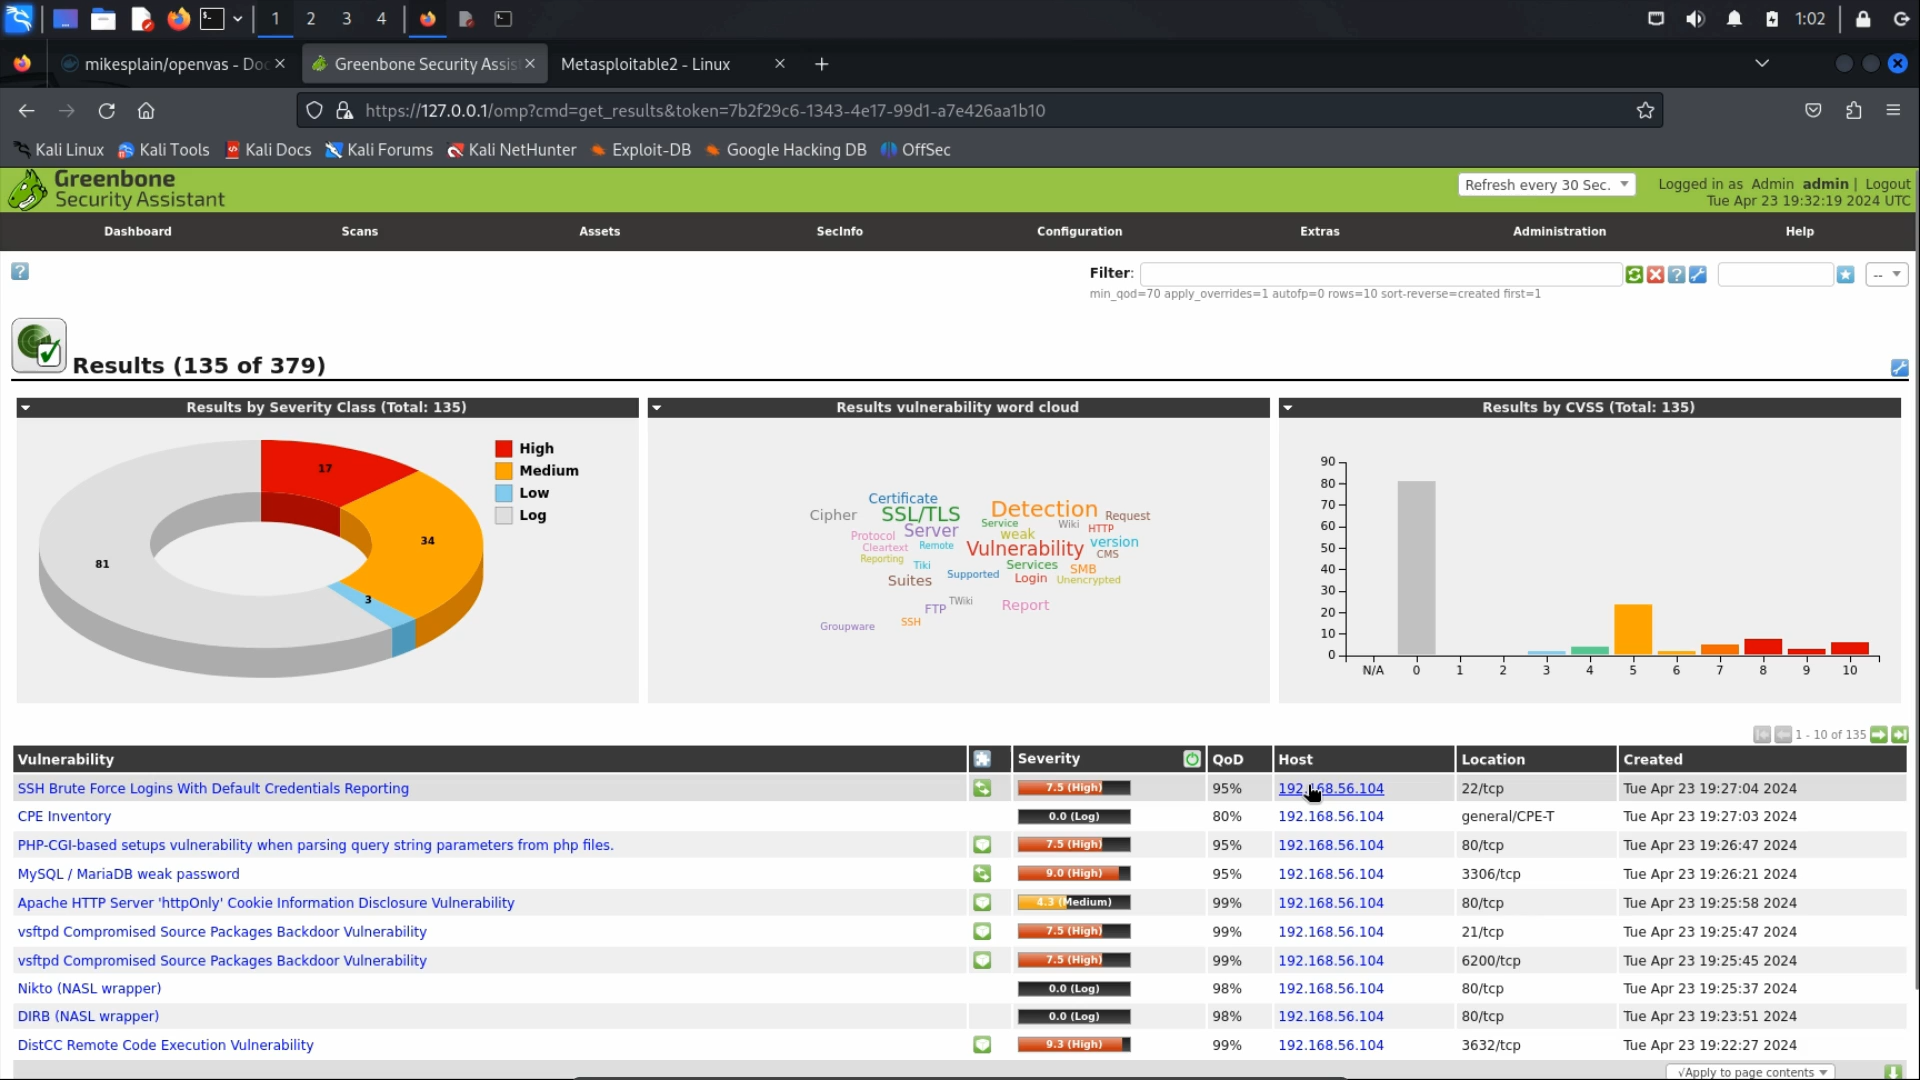 1 2 3 4 1:02
mikesplain/openvas - Doc Greenbone Security Assis Metasploitable2 - Linux
https://127.0.0.1/omp?cmd=get_results&token=7b2f29c6-1343-4e17-99d1-a7e426aa1b10
Kali Linux Kali Tools Kali Docs Kali Forums Kali NetHunter Exploit-DB Google Hacking DB OffSec
Greenbone
Security Assistant
Refresh every 30 Sec. Logged in as Admin admin | Logout
Tue Apr 23 19:32:19 2024 UTC
Dashboard Scans Assets SecInfo Configuration Extras Administration Help
Filter: --
min_qod=70 apply_overrides=1 autofp=0 rows=10 sort-reverse=created first=1
Results (135 of 379)
Results by Severity Class (Total: 135)
17
34
3
81
High
Medium
Low
Log
Results vulnerability word cloud
Certificate
Cipher SSL/TLS Detection Request
Server Service Wiki HTTP
Protocol weak version
Cleartext Remote Vulnerability CMS
Reporting Tiki Services SMB
Suites Supported Login Unencrypted
FTP TWiki Report
Groupware SSH
Results by CVSS (Total: 135)
90
80
70
60
50
40
30
20
10
0
N/A 0 1 2 3 4 5 6 7 8 9 10
1 - 10 of 135
Vulnerability Severity QoD Host Location Created
SSH Brute Force Logins With Default Credentials Reporting 7.5 (High) 95% 192.168.56.104 22/tcp Tue Apr 23 19:27:04 2024
CPE Inventory 0.0 (Log) 80% 192.168.56.104 general/CPE-T Tue Apr 23 19:27:03 2024
PHP-CGI-based setups vulnerability when parsing query string parameters from php files. 7.5 (High) 95% 192.168.56.104 80/tcp Tue Apr 23 19:26:47 2024
MySQL / MariaDB weak password 9.0 (High) 95% 192.168.56.104 3306/tcp Tue Apr 23 19:26:21 2024
Apache HTTP Server 'httpOnly' Cookie Information Disclosure Vulnerability 4.3 (Medium) 99% 192.168.56.104 80/tcp Tue Apr 23 19:25:58 2024
vsftpd Compromised Source Packages Backdoor Vulnerability 7.5 (High) 99% 192.168.56.104 21/tcp Tue Apr 23 19:25:47 2024
vsftpd Compromised Source Packages Backdoor Vulnerability 7.5 (High) 99% 192.168.56.104 6200/tcp Tue Apr 23 19:25:45 2024
Nikto (NASL wrapper) 0.0 (Log) 98% 192.168.56.104 80/tcp Tue Apr 23 19:25:37 2024
DIRB (NASL wrapper) 0.0 (Log) 98% 192.168.56.104 80/tcp Tue Apr 23 19:23:51 2024
DistCC Remote Code Execution Vulnerability 9.3 (High) 99% 192.168.56.104 3632/tcp Tue Apr 23 19:22:27 2024
√Apply to page contents